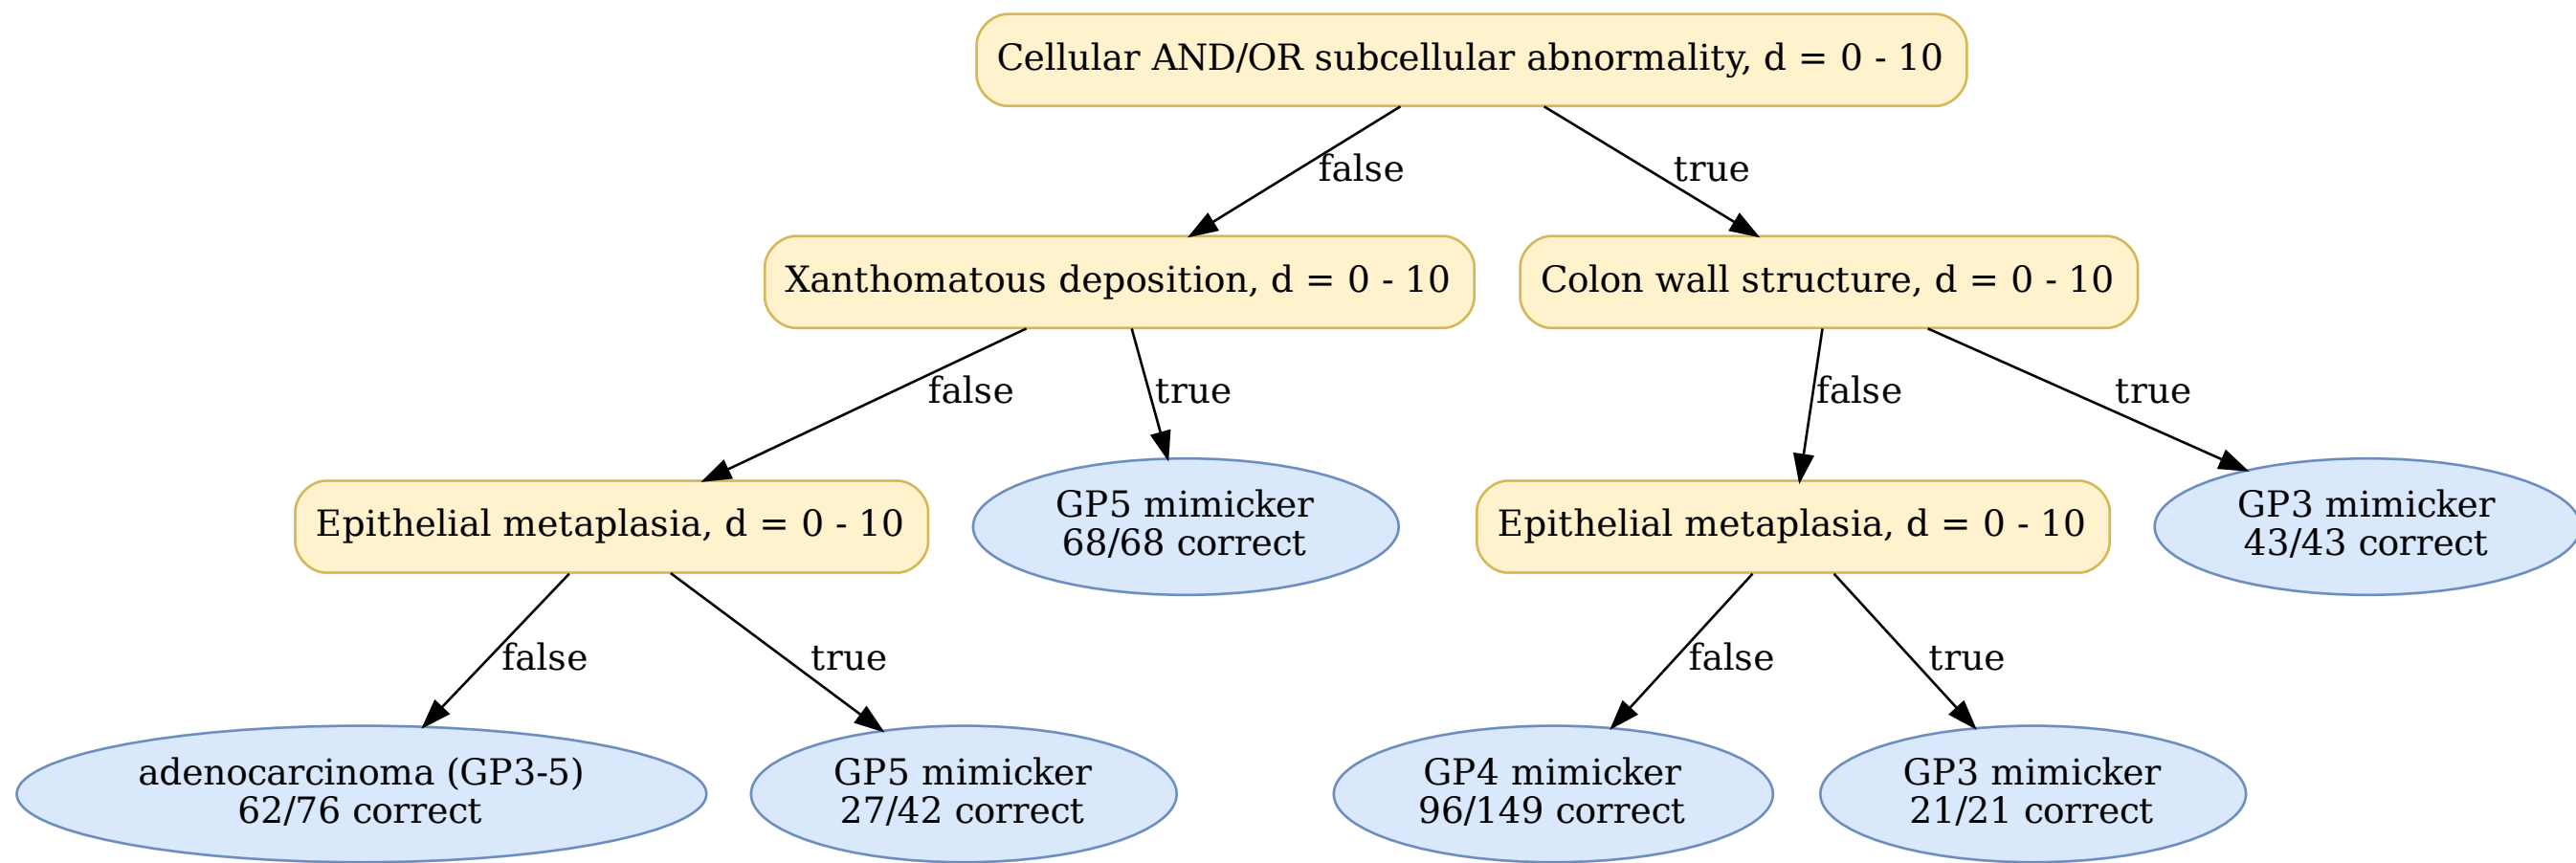 Cellular AND/OR subcellular abnormality, d = 0 - 10
false
true
Xanthomatous deposition, d = 0 - 10
Colon wall structure, d = 0 - 10
false
true
false
true
Epithelial metaplasia, d = 0 - 10
GP5 mimicker
68/68 correct
Epithelial metaplasia, d = 0 - 10
GP3 mimicker
43/43 correct
false
true
false
true
adenocarcinoma (GP3-5)
62/76 correct
GP5 mimicker
27/42 correct
GP4 mimicker
96/149 correct
GP3 mimicker
21/21 correct